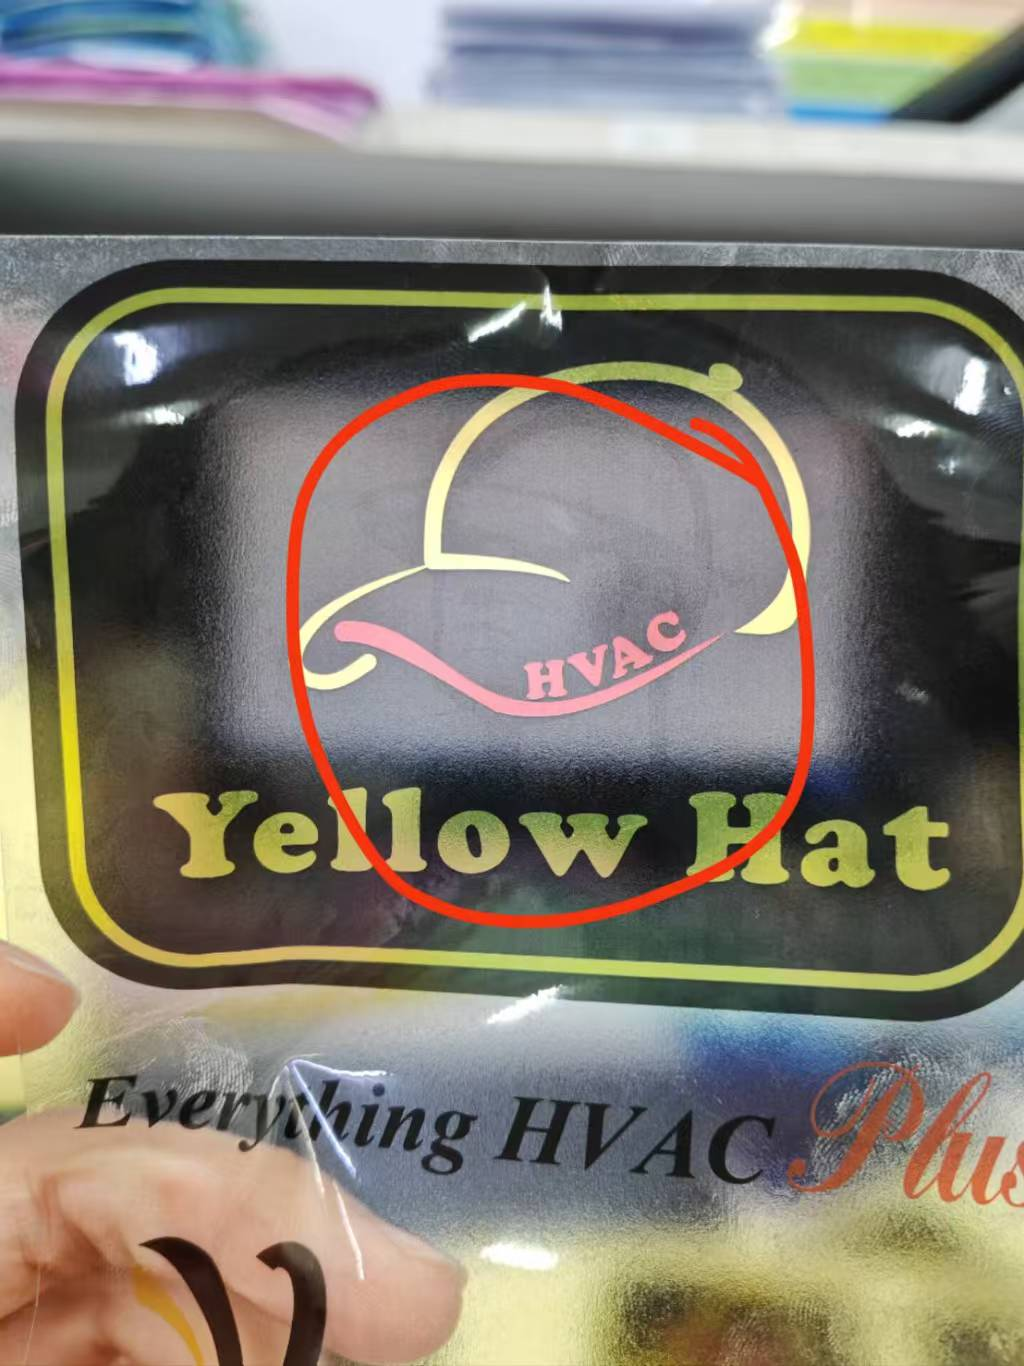 HVAC
Yellow Hat
Everything HVAC Plus